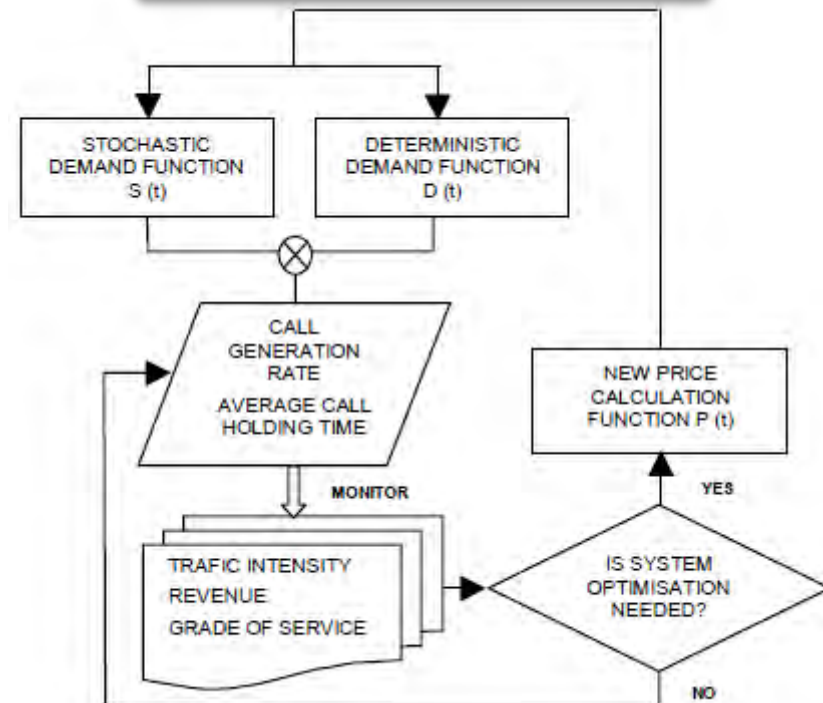 STOCHASTIC
DEMAND FUNCTION
S (t)
DETERMINISTIC
DEMAND FUNCTION
D (t)
CALL
GENERATION
RATE
AVERAGE CALL
HOLDING TIME
NEW PRICE
CALCULATION
FUNCTION P (t)
MONITOR
YES
TRAFIC INTENSITY
REVENUE
GRADE OF SERVICE
IS SYSTEM
OPTIMISATION
NEEDED?
NO